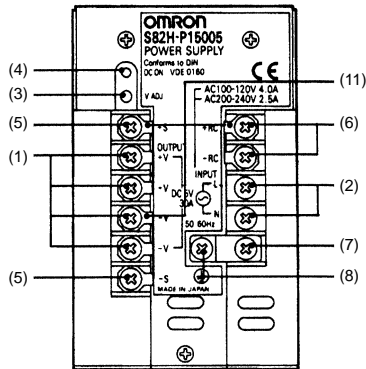 OMRON
S82H-P15005
POWER SUPPLY
Conforms to DIN
DC ON VDE 0160
CE
(4)
(3)
V ADJ
AC100-120V 4.0A
AC200-240V 2.5A
(11)
(5)
+S
+RC
(6)
(1)
OUTPUT
+V
-RC
+V
INPUT
L
(2)
DC 5V
30A
-V
N
50 60Hz
-V
(7)
(5)
-S
(8)
MADE IN JAPAN